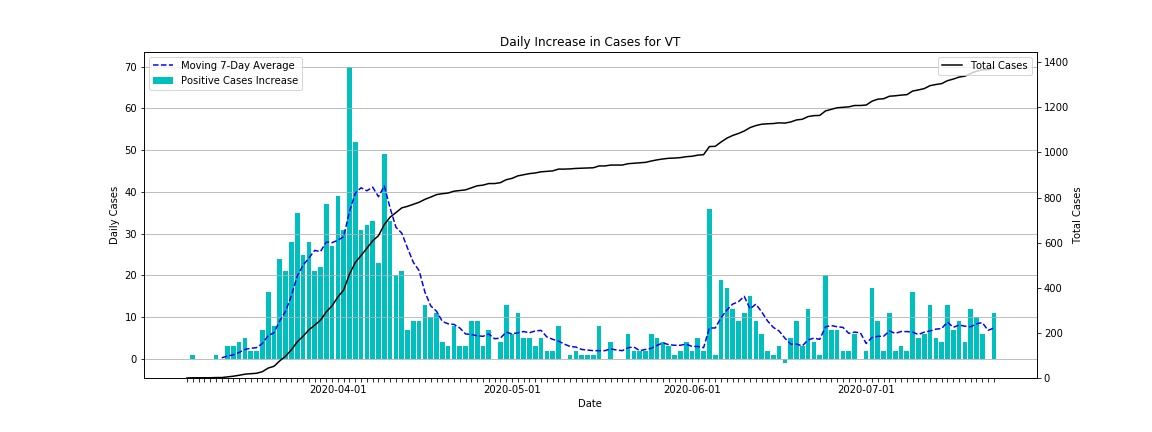 Daily Increase in Cases for VT
Moving 7-Day Average
Positive Cases Increase
Total Cases
70
60
50
40
30
20
10
0
Daily Cases
1400
1200
1000
800
600
400
200
0
Total Cases
2020-04-01
2020-05-01
2020-06-01
2020-07-01
Date